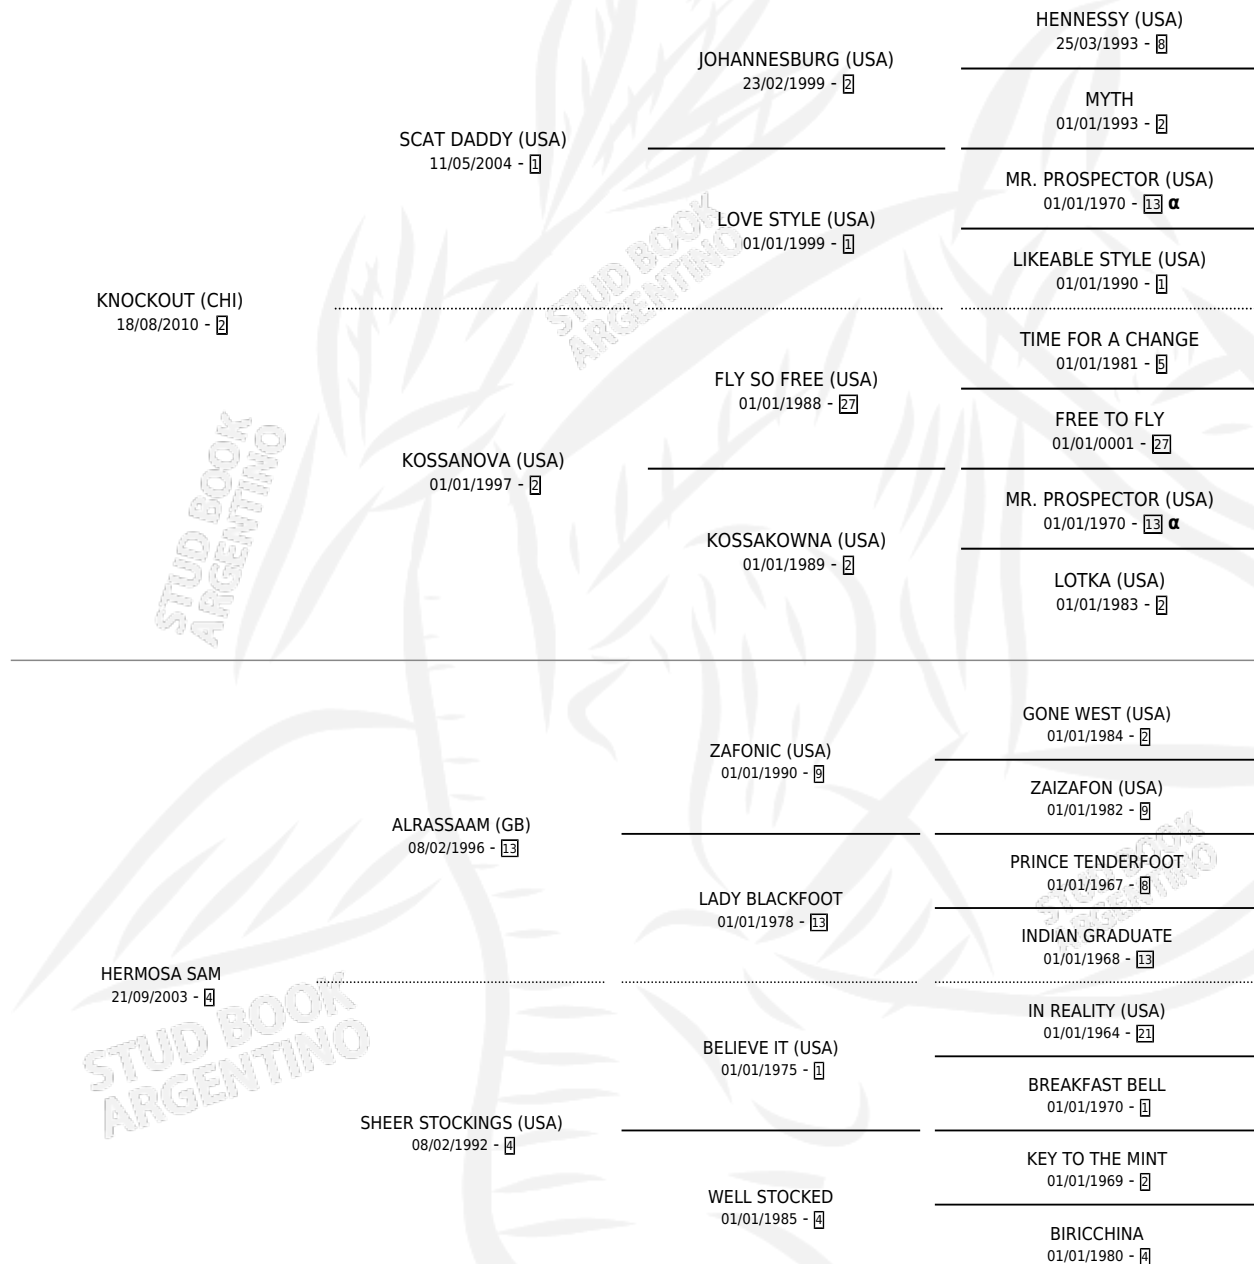 HENNESSY (USA)
25/03/1993 - 8
JOHANNESBURG (USA)
23/02/1999 - 2
MYTH
01/01/1993 - 2
SCAT DADDY (USA)
11/05/2004 - 1
MR. PROSPECTOR (USA)
01/01/1970 - 13 α
LOVE STYLE (USA)
01/01/1999 - 1
LIKEABLE STYLE (USA)
01/01/1990 - 1
KNOCKOUT (CHI)
18/08/2010 - 2
STUD BOOK
ARGENTINO
TIME FOR A CHANGE
01/01/1981 - 5
FLY SO FREE (USA)
01/01/1988 - 27
FREE TO FLY
01/01/0001 - 27
KOSSANOVA (USA)
01/01/1997 - 2
MR. PROSPECTOR (USA)
01/01/1970 - 13 α
KOSSAKOWNA (USA)
01/01/1989 - 2
LOTKA (USA)
01/01/1983 - 2
STUD BOOK
ARGENTINO
GONE WEST (USA)
01/01/1984 - 2
ZAFONIC (USA)
01/01/1990 - 9
ZAIZAFON (USA)
01/01/1982 - 9
ALRASSAAM (GB)
08/02/1996 - 13
PRINCE TENDERFOOT
01/01/1967 - 8
LADY BLACKFOOT
01/01/1978 - 13
INDIAN GRADUATE
01/01/1968 - 13
STUD BOOK
ARGENTINO
HERMOSA SAM
21/09/2003 - 4
IN REALITY (USA)
01/01/1964 - 21
BELIEVE IT (USA)
01/01/1975 - 1
BREAKFAST BELL
01/01/1970 - 1
SHEER STOCKINGS (USA)
08/02/1992 - 4
KEY TO THE MINT
01/01/1969 - 2
WELL STOCKED
01/01/1985 - 4
BIRICCHINA
01/01/1980 - 4
STUD BOOK
ARGENTINO